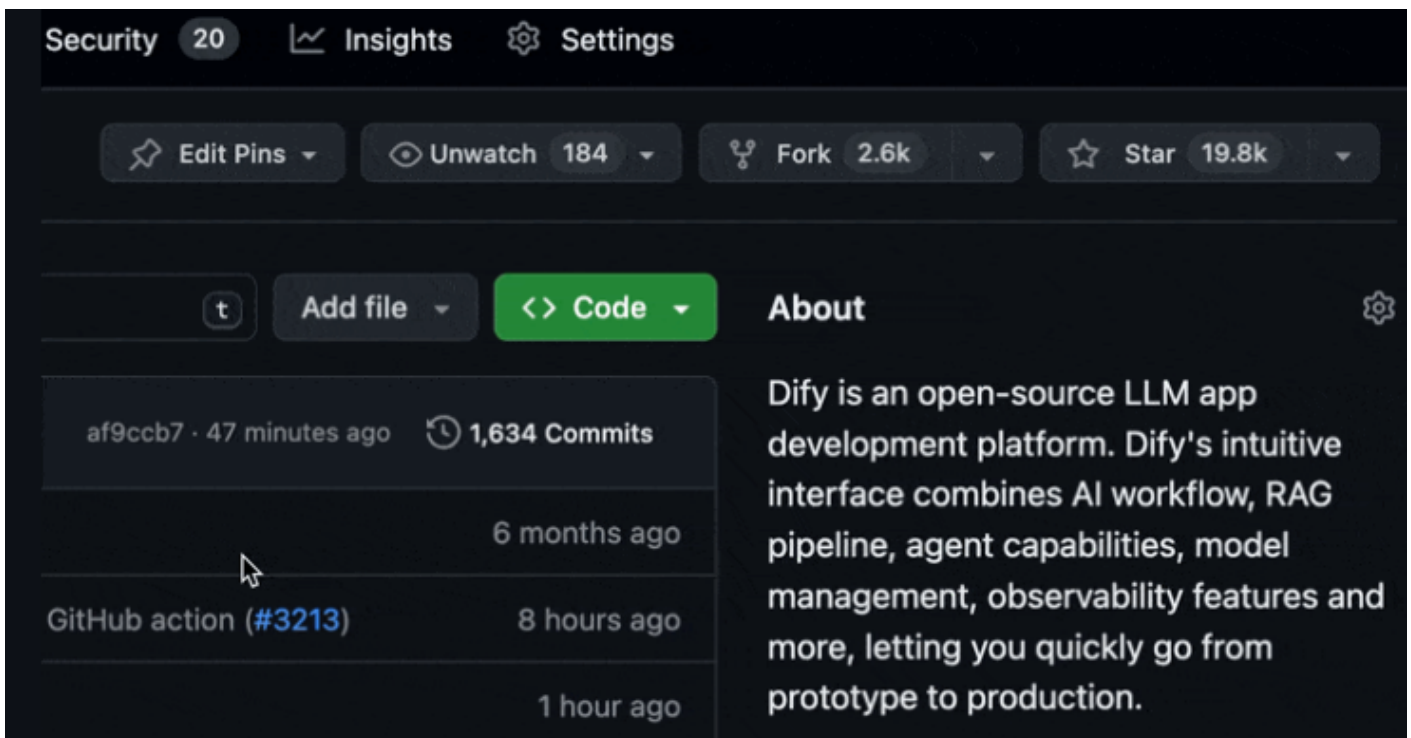 Security 20 Insights Settings
Edit Pins Unwatch 184 Fork 2.6k Star 19.8k
t Add file <> Code About
af9ccb7 · 47 minutes ago 1,634 Commits
6 months ago
GitHub action (#3213) 8 hours ago
1 hour ago
Dify is an open-source LLM app
development platform. Dify's intuitive
interface combines AI workflow, RAG
pipeline, agent capabilities, model
management, observability features and
more, letting you quickly go from
prototype to production.